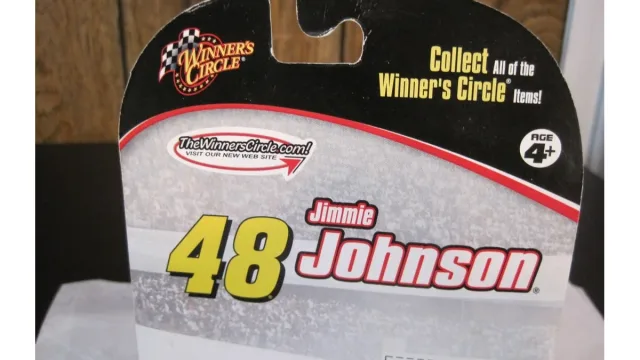 WINNER'S
CIRCLE®
Collect All of the
Winner's Circle® Items!
AGE
4+
TheWinnersCircle.com!
VISIT OUR NEW WEB SITE
48
Jimmie
Johnson®